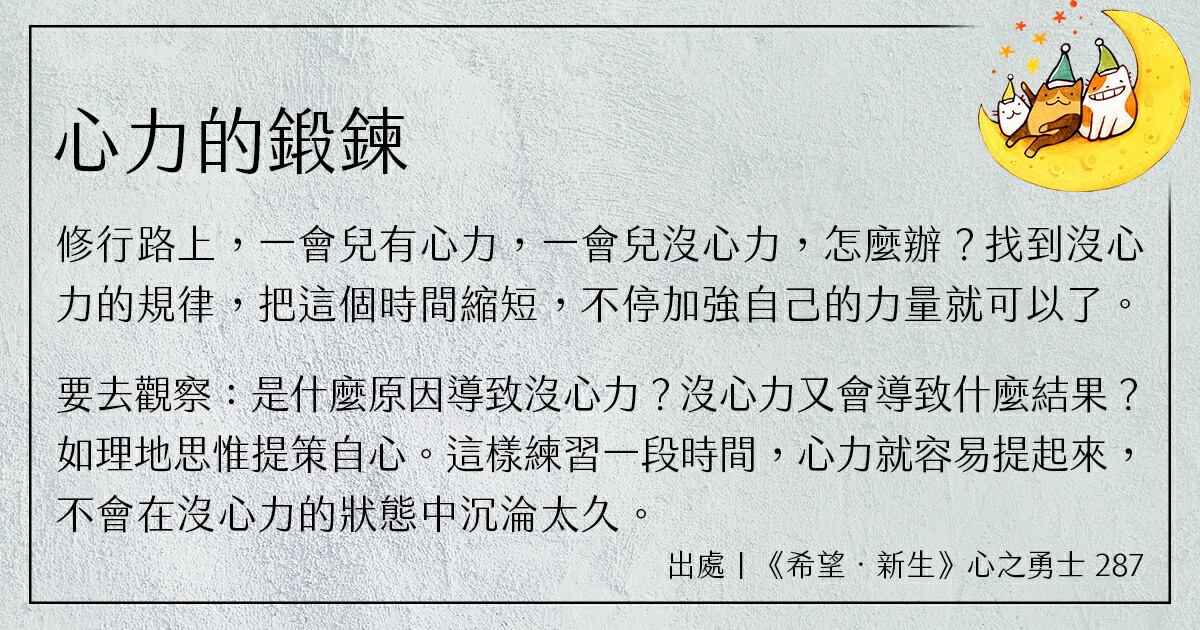 心力的鍛鍊
修行路上，一會兒有心力，一會兒沒心力，怎麼辦？找到沒心
力的規律，把這個時間縮短，不停加強自己的力量就可以了。
要去觀察：是什麼原因導致沒心力？沒心力又會導致什麼結果？
如理地思惟提策自心。這樣練習一段時間，心力就容易提起來，
不會在沒心力的狀態中沉淪太久。
出處｜《希望．新生》心之勇士 287